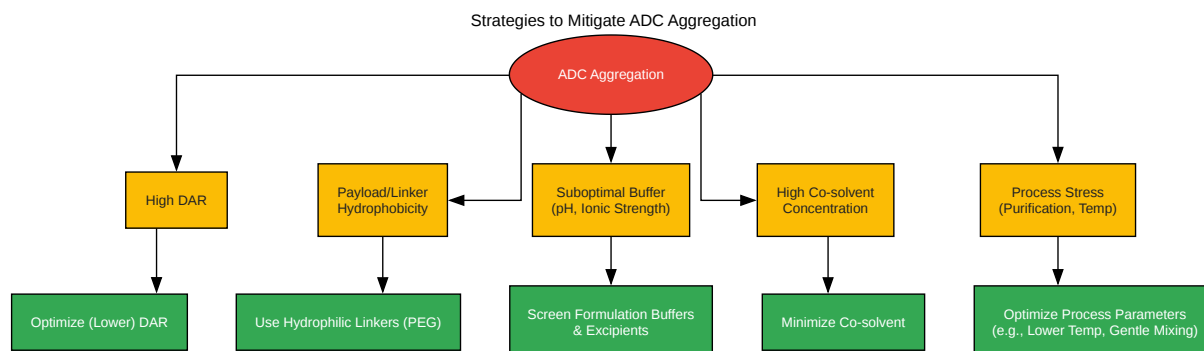 Strategies to Mitigate ADC Aggregation
ADC Aggregation
High DAR
Payload/Linker
Hydrophobicity
Suboptimal Buffer
(pH, Ionic Strength)
High Co-solvent
Concentration
Process Stress
(Purification, Temp)
Optimize (Lower) DAR
Use Hydrophilic Linkers (PEG)
Screen Formulation Buffers
& Excipients
Minimize Co-solvent
Optimize Process Parameters
(e.g., Lower Temp, Gentle Mixing)